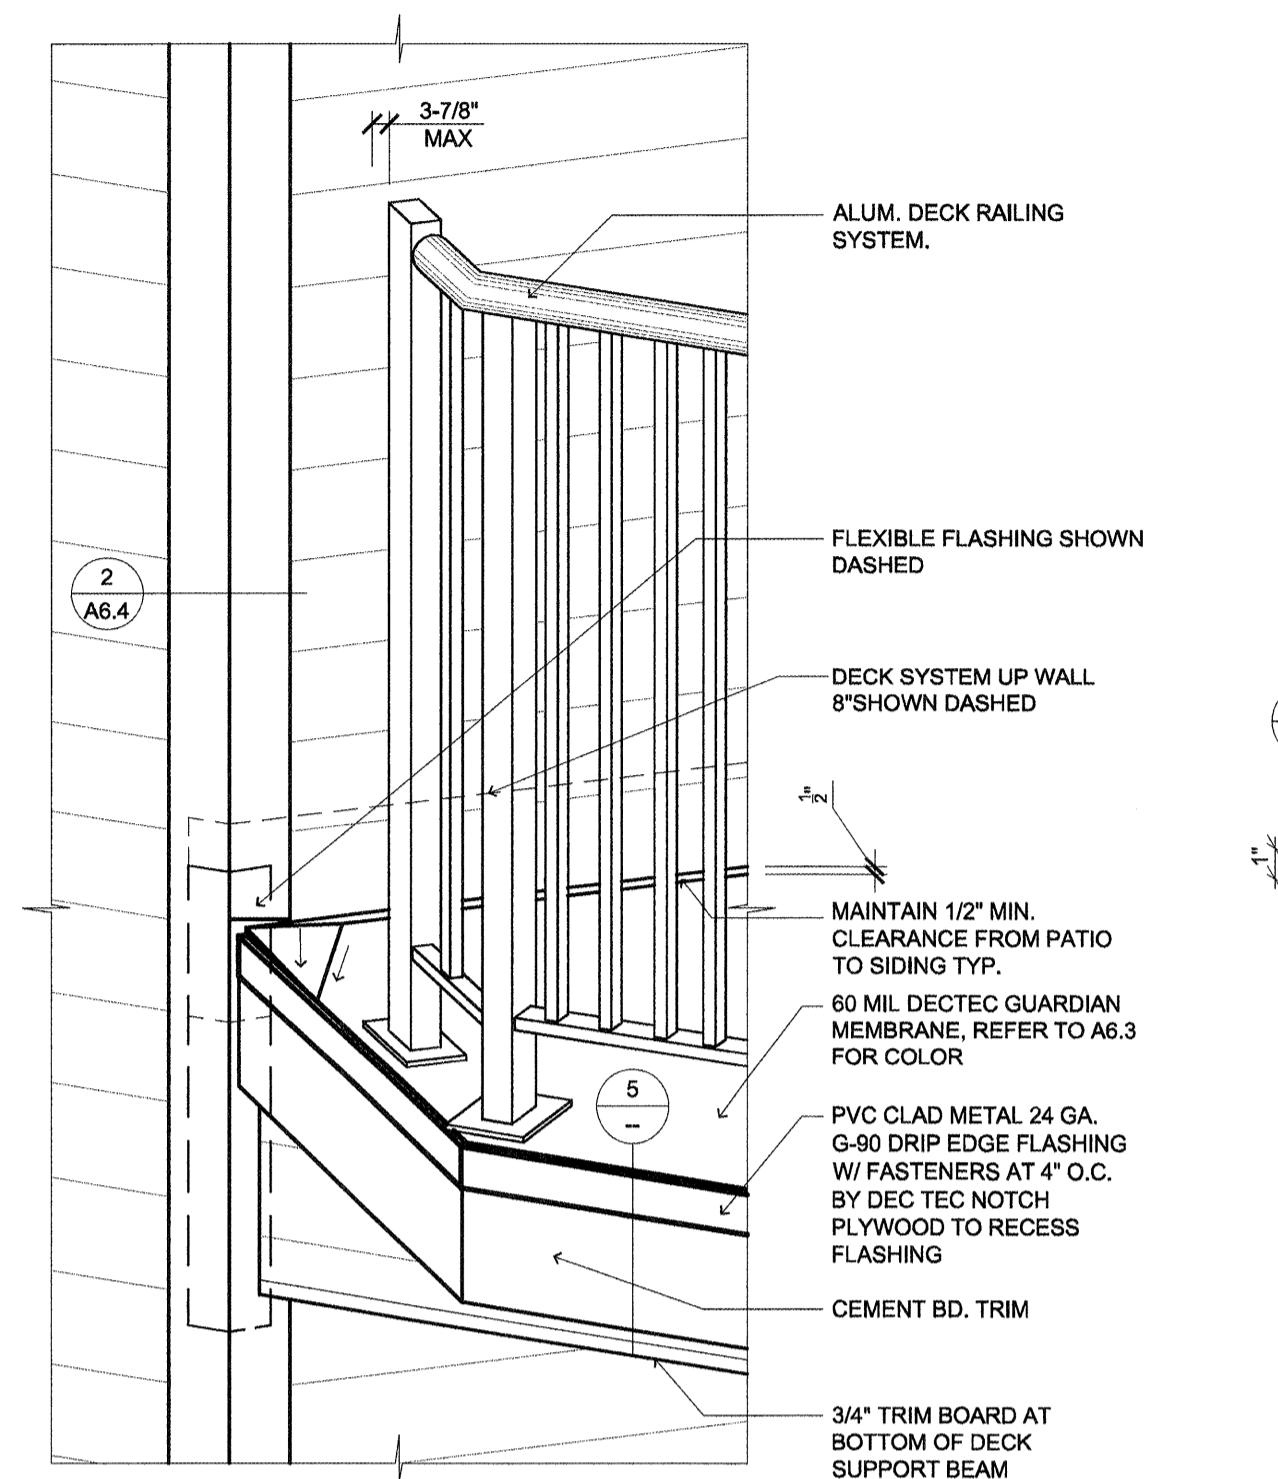 3-7/8"
MAX
ALUM. DECK RAILING
SYSTEM.
FLEXIBLE FLASHING SHOWN
DASHED
2
A6.4
DECK SYSTEM UP WALL
8"SHOWN DASHED
1"
2
1"
MAINTAIN 1/2" MIN.
CLEARANCE FROM PATIO
TO SIDING TYP.
60 MIL DECTEC GUARDIAN
MEMBRANE, REFER TO A6.3
FOR COLOR
5
--
PVC CLAD METAL 24 GA.
G-90 DRIP EDGE FLASHING
W/ FASTENERS AT 4" O.C.
BY DEC TEC NOTCH
PLYWOOD TO RECESS
FLASHING
CEMENT BD. TRIM
3/4" TRIM BOARD AT
BOTTOM OF DECK
SUPPORT BEAM